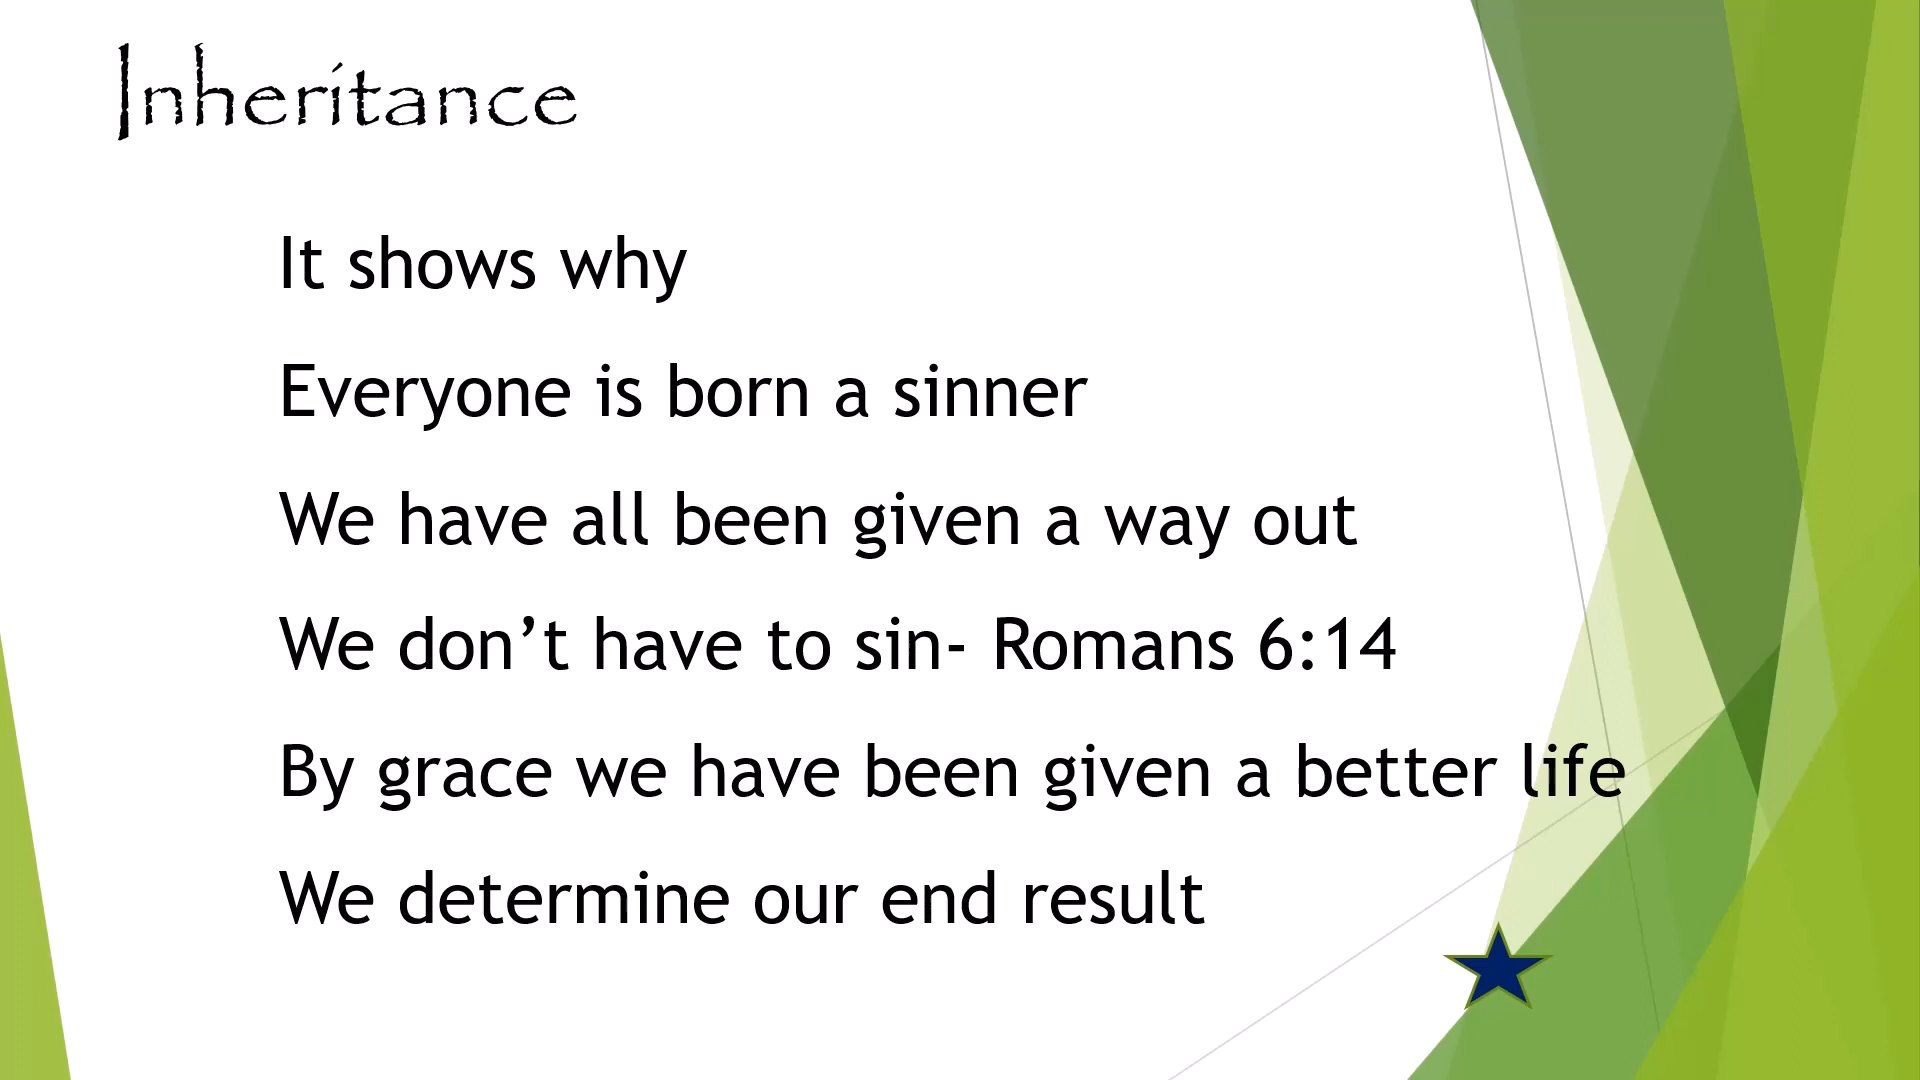 Inheritance
It shows why
Everyone is born a sinner
We have all been given a way out
We don’t have to sin- Romans 6:14
By grace we have been given a better life
We determine our end result